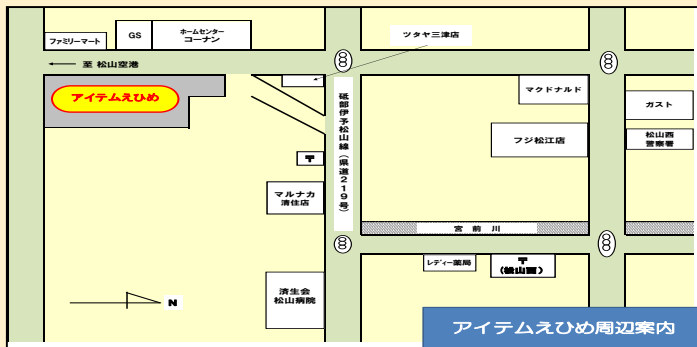 ファミリーマート
GS
ホームセンター
コーナン
ツタヤ三津店
← 至 松山空港
アイテムえひめ
マクドナルド
ガスト
フジ松江店
松山西
警察署
砥部伊予松山線（県道219号）
〒
マルナカ
清住店
宮前川
レディー薬局
〒
(松山西)
済生会
松山病院
N
アイテムえひめ周辺案内